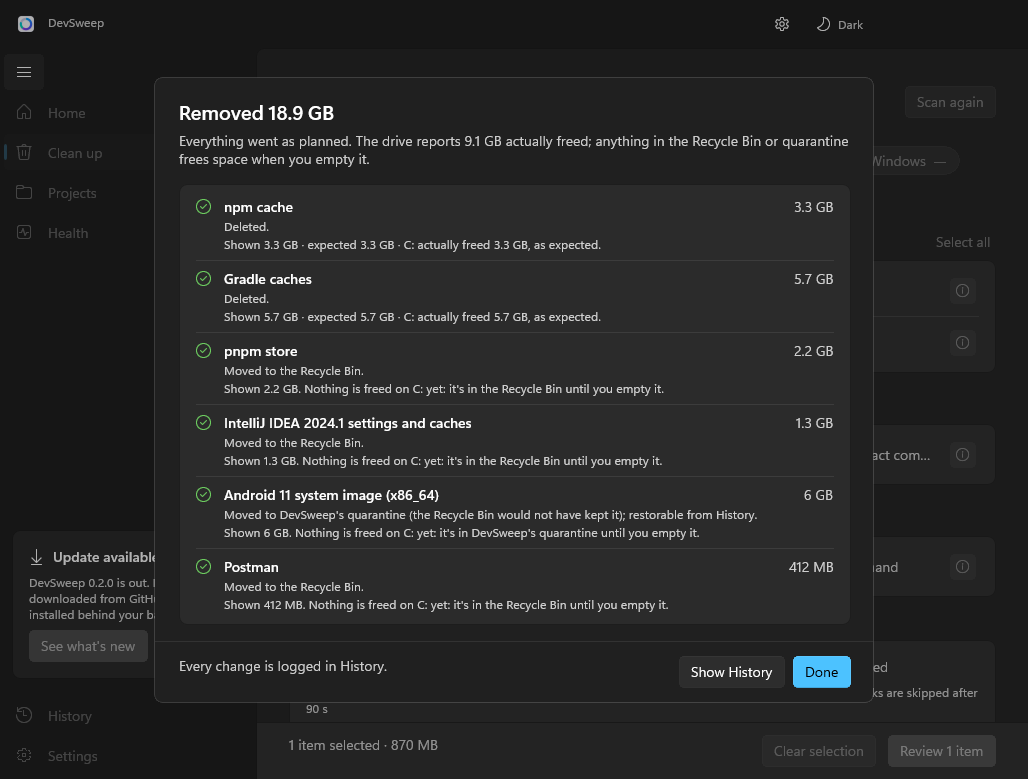 DevSweep
Dark
Home
Clean up
Projects
Health
Scan again
Windows —
Select all
Removed 18.9 GB
Everything went as planned. The drive reports 9.1 GB actually freed; anything in the Recycle Bin or quarantine
frees space when you empty it.
npm cache 3.3 GB
Deleted.
Shown 3.3 GB · expected 3.3 GB · C: actually freed 3.3 GB, as expected.
Gradle caches 5.7 GB
Deleted.
Shown 5.7 GB · expected 5.7 GB · C: actually freed 5.7 GB, as expected.
pnpm store 2.2 GB
Moved to the Recycle Bin.
Shown 2.2 GB. Nothing is freed on C: yet: it's in the Recycle Bin until you empty it.
IntelliJ IDEA 2024.1 settings and caches 1.3 GB
Moved to the Recycle Bin.
Shown 1.3 GB. Nothing is freed on C: yet: it's in the Recycle Bin until you empty it.
Android 11 system image (x86_64) 6 GB
Moved to DevSweep's quarantine (the Recycle Bin would not have kept it); restorable from History.
Shown 6 GB. Nothing is freed on C: yet: it's in DevSweep's quarantine until you empty it.
Postman 412 MB
Moved to the Recycle Bin.
Shown 412 MB. Nothing is freed on C: yet: it's in the Recycle Bin until you empty it.
Every change is logged in History.
Show History
Done
Update available
DevSweep 0.2.0 is out.
downloaded from GitH
installed behind your
See what's new
History
Settings
are skipped after
90 s
1 item selected · 870 MB
Clear selection
Review 1 item